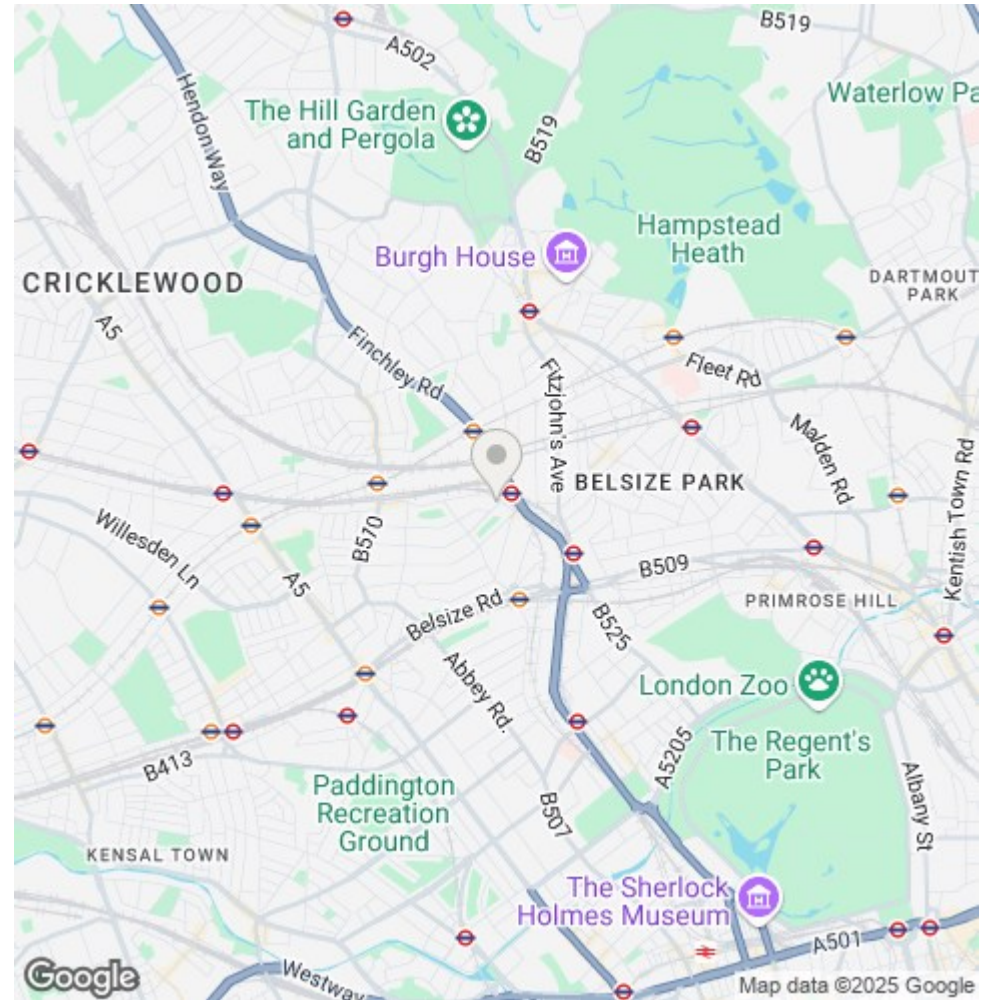 B519
A502
Waterlow Pa
The Hill Garden
and Pergola
B519
Hendon Way
Hampstead
Heath
Burgh House
DARTMOUT
PARK
CRICKLEWOOD
A5
Finchley Rd
Fleet Rd
Fitzjohn's Ave
Malden Rd
BELSIZE PARK
Kentish Town Rd
Willesden Ln
B570
A5
B509
PRIMROSE HILL
Belsize Rd
B525
Abbey Rd.
London Zoo
A5205
The Regent's
Park
B413
Paddington
Recreation
Ground
B507
Albany St
KENSAL TOWN
The Sherlock
Holmes Museum
A501
Westway
Google
Map data ©2025 Google